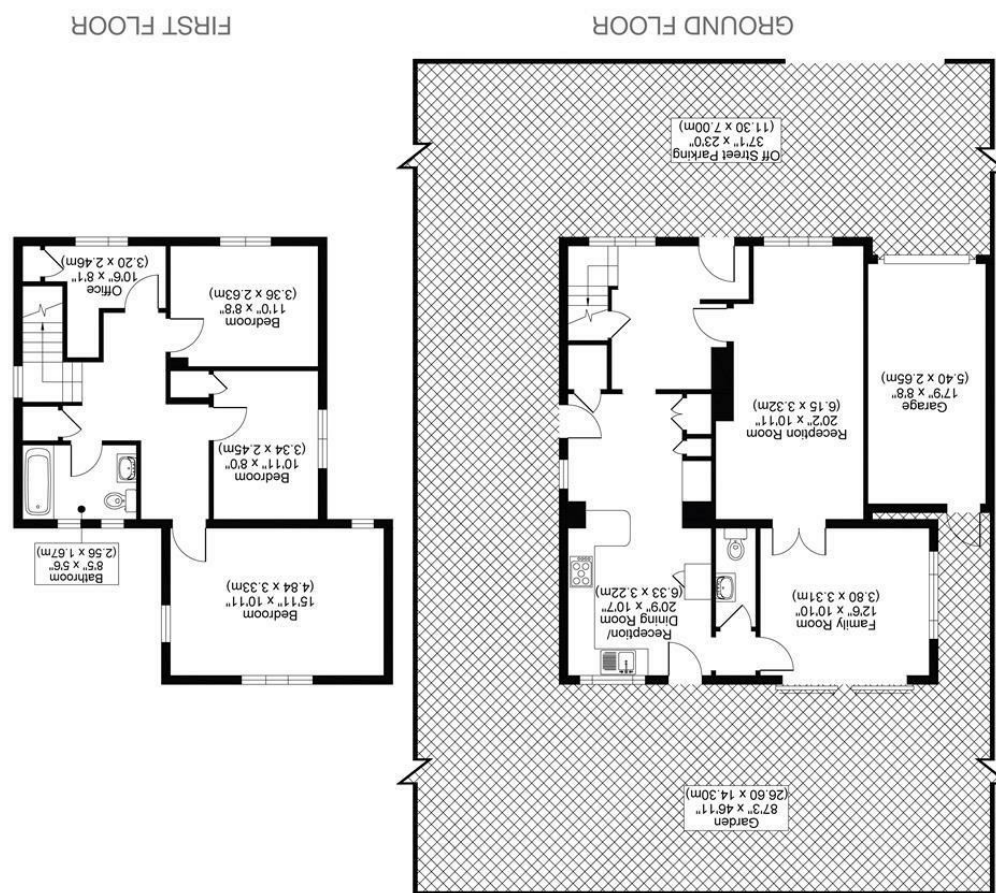 Garden
87'3" x 46'11"
(26.60 x 14.30m)
Family Room
12'6" x 10'10"
(3.80 x 3.31m)
Reception/
Dining Room
20'9" x 10'7"
(6.33 x 3.22m)
Garage
17'9" x 8'8"
(5.40 x 2.65m)
Reception Room
20'2" x 10'11"
(6.15 x 3.32m)
Off Street Parking
37'1" x 23'0"
(11.30 x 7.00m)
GROUND FLOOR
Bedroom
15'11" x 10'11"
(4.84 x 3.33m)
Bathroom
8'5" x 5'6"
(2.56 x 1.67m)
Bedroom
10'11" x 8'0"
(3.34 x 2.45m)
Bedroom
11'0" x 8'8"
(3.36 x 2.63m)
Office
10'6" x 8'1"
(3.20 x 2.46m)
FIRST FLOOR